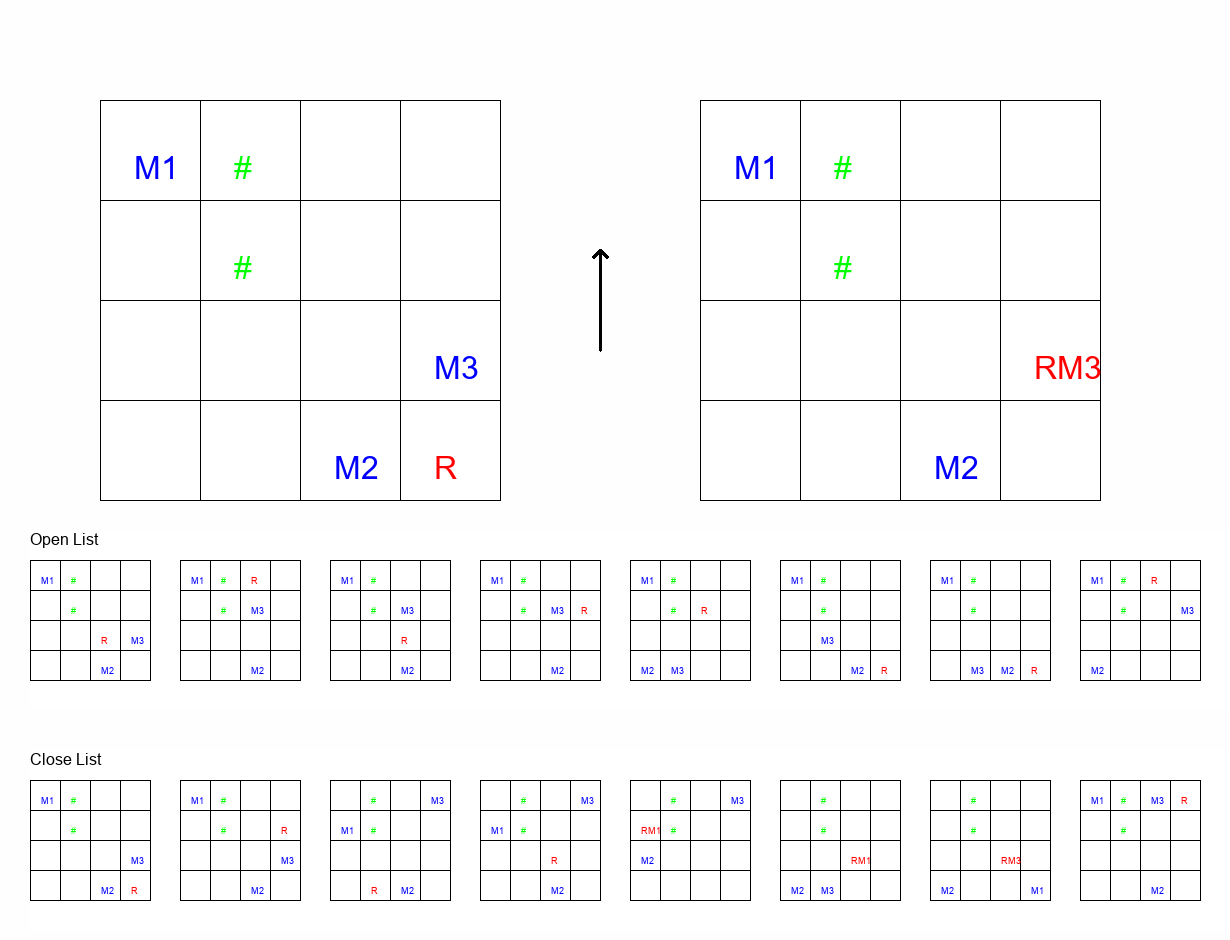 M1 # M1 #
# #
M3 RM3
M2 R M2
Open List
M1 # M1 # R M1 # M1 # M1 # M1 # M1 # M1 # R
# # M3 # M3 # M3 R # R # # # M3
R M3 R M3
M2 M2 M2 M2 M2 M3 M2 R M3 M2 R M2
Close List
M1 # M1 # # M3 # M3 # M3 # # M1 # M3 R
# # R M1 # M1 # RM1 # # # #
M3 M3 R M2 RM1 RM3
M2 R M2 R M2 M2 M2 M3 M2 M1 M2